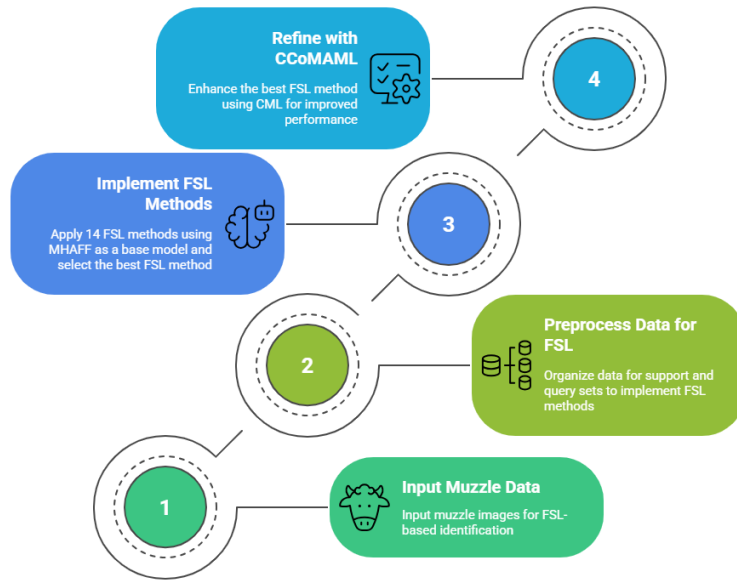 Refine with
CCoMAML
Enhance the best FSL method
using CML for improved
performance
4
Implement FSL
Methods
Apply 14 FSL methods using
MHAFF as a base model and
select the best FSL method
3
Preprocess Data for
FSL
Organize data for support and
query sets to implement FSL
methods
2
Input Muzzle Data
Input muzzle images for FSL-
based identification
1